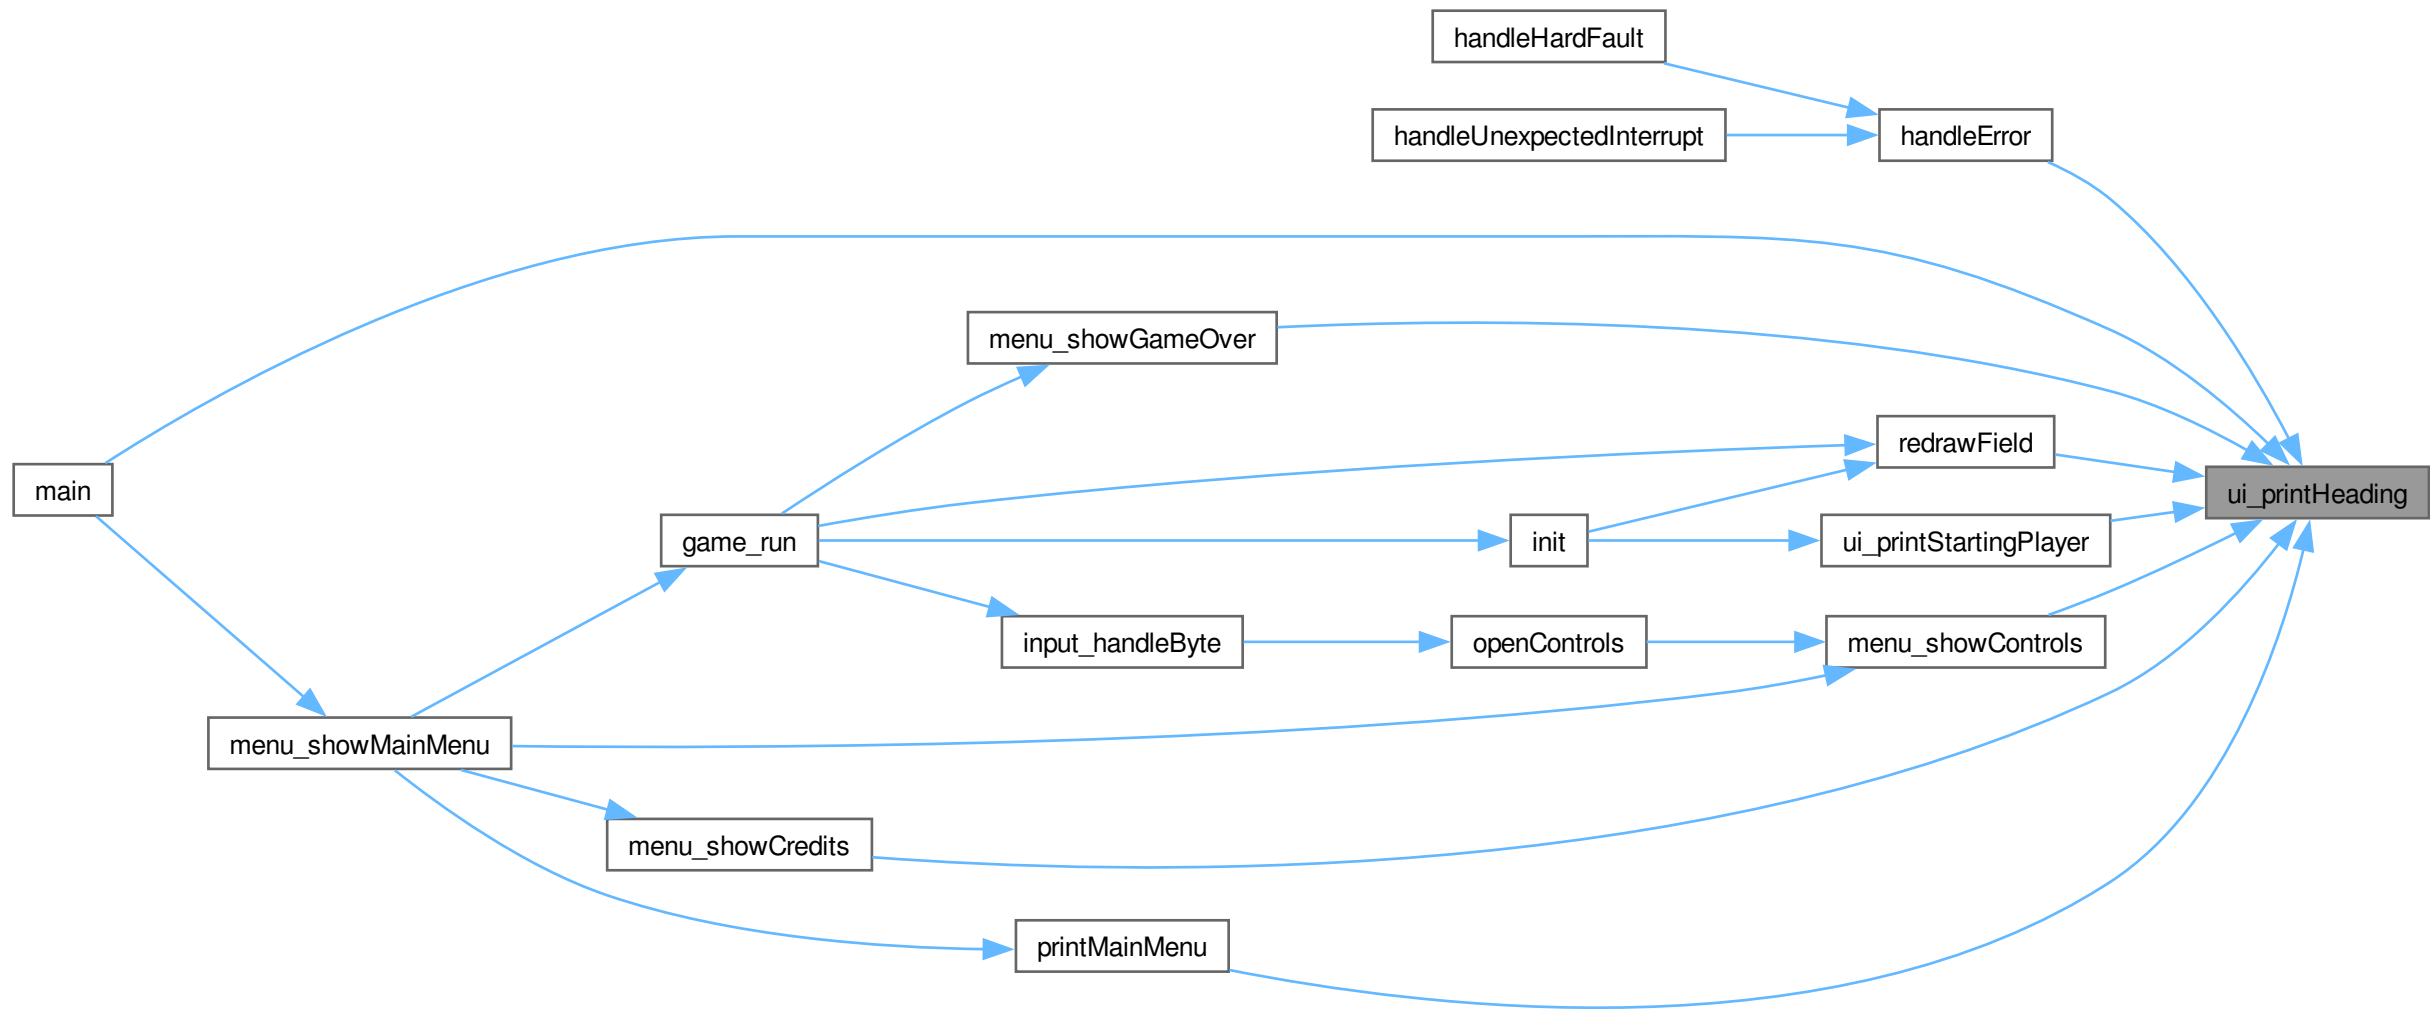 handleHardFault
handleUnexpectedInterrupt
handleError
menu_showGameOver
redrawField
main
ui_printHeading
game_run
init
ui_printStartingPlayer
input_handleByte
openControls
menu_showControls
menu_showMainMenu
menu_showCredits
printMainMenu